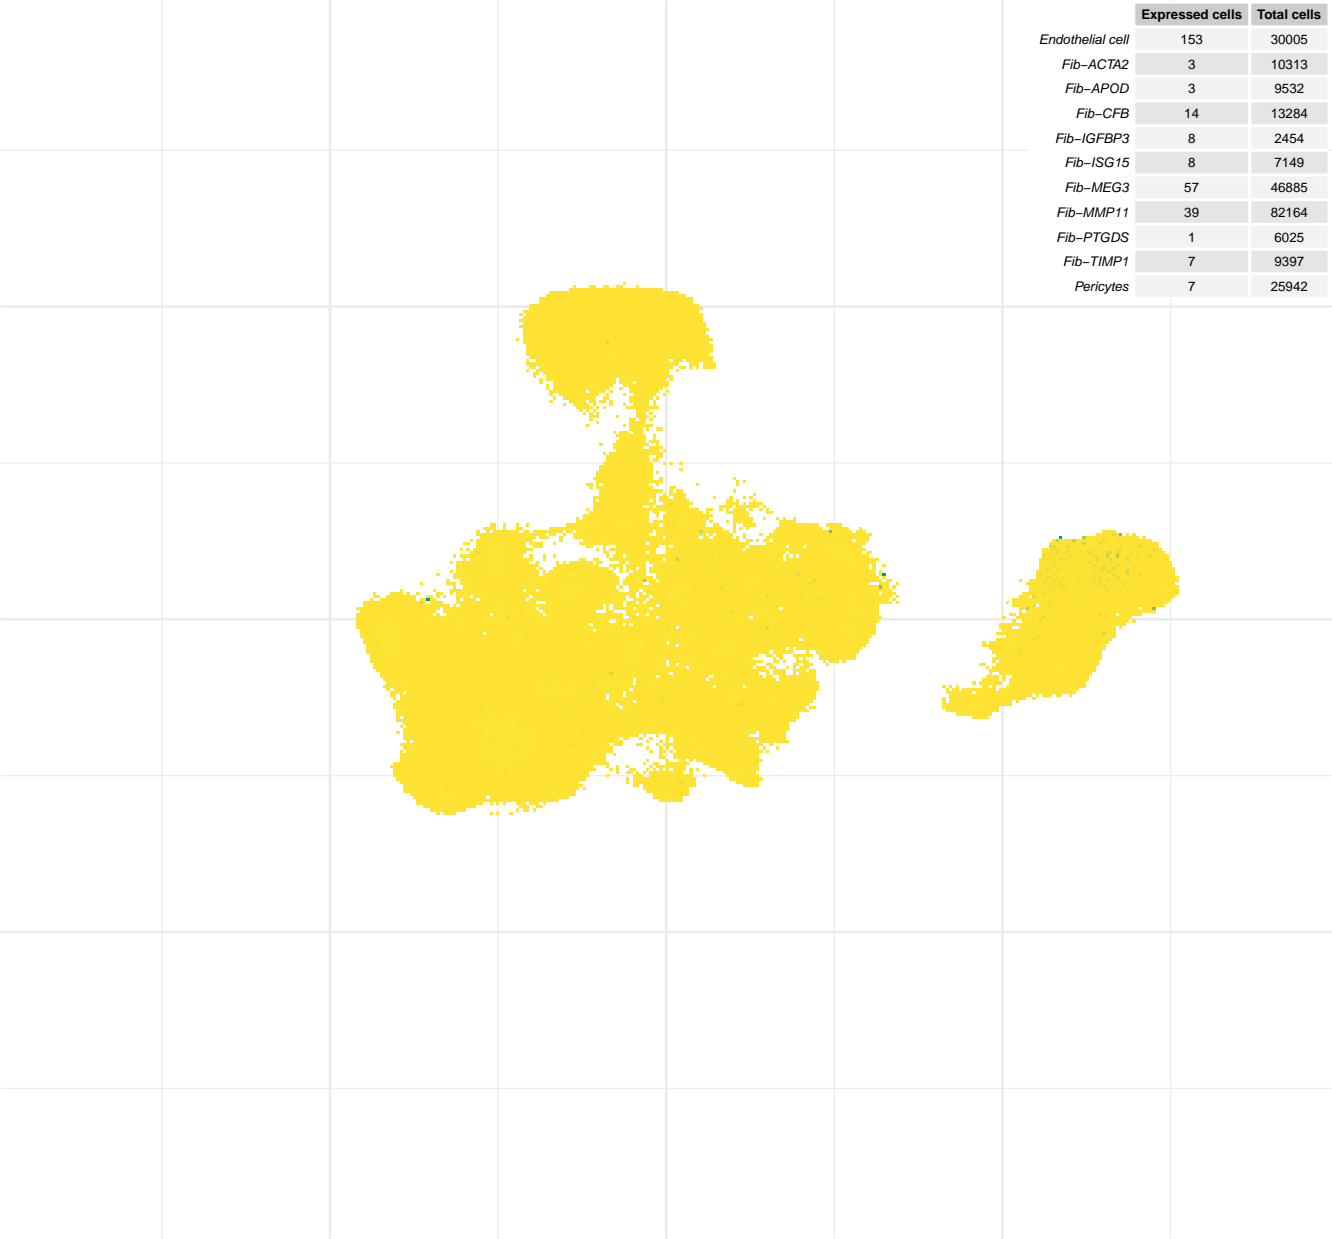 Expressed cells Total cells
Endothelial cell 153 30005
Fib−ACTA2 3 10313
Fib−APOD 3 9532
Fib−CFB 14 13284
Fib−IGFBP3 8 2454
Fib−ISG15 8 7149
Fib−MEG3 57 46885
Fib−MMP11 39 82164
Fib−PTGDS 1 6025
Fib−TIMP1 7 9397
Pericytes 7 25942